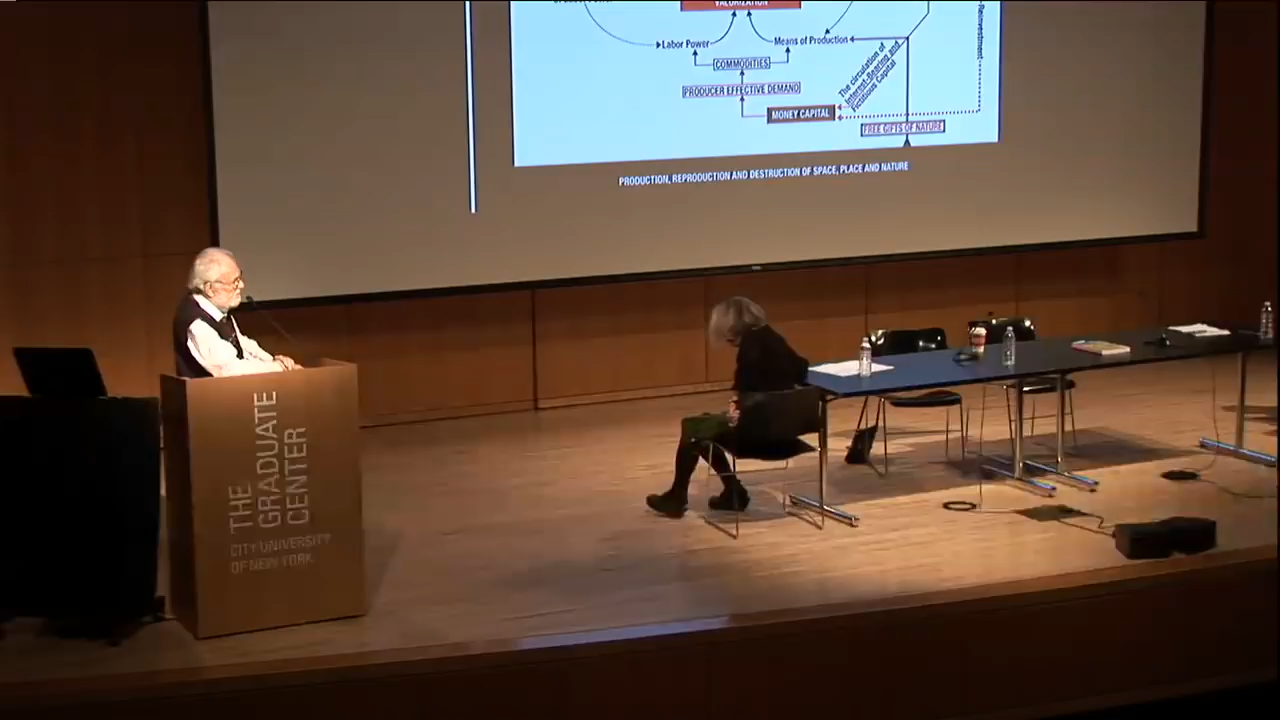 VALORIZATION
Labor Power
Means of Production
COMMODITIES
PRODUCER EFFECTIVE DEMAND
MONEY CAPITAL
The circulation of
Interest-Bearing and
Fictitious Capital
Reinvestment
FREE GIFTS OF NATURE
PRODUCTION, REPRODUCTION AND DESTRUCTION OF SPACE, PLACE AND NATURE
THE
GRADUATE
CENTER
CITY UNIVERSITY
OF NEW YORK